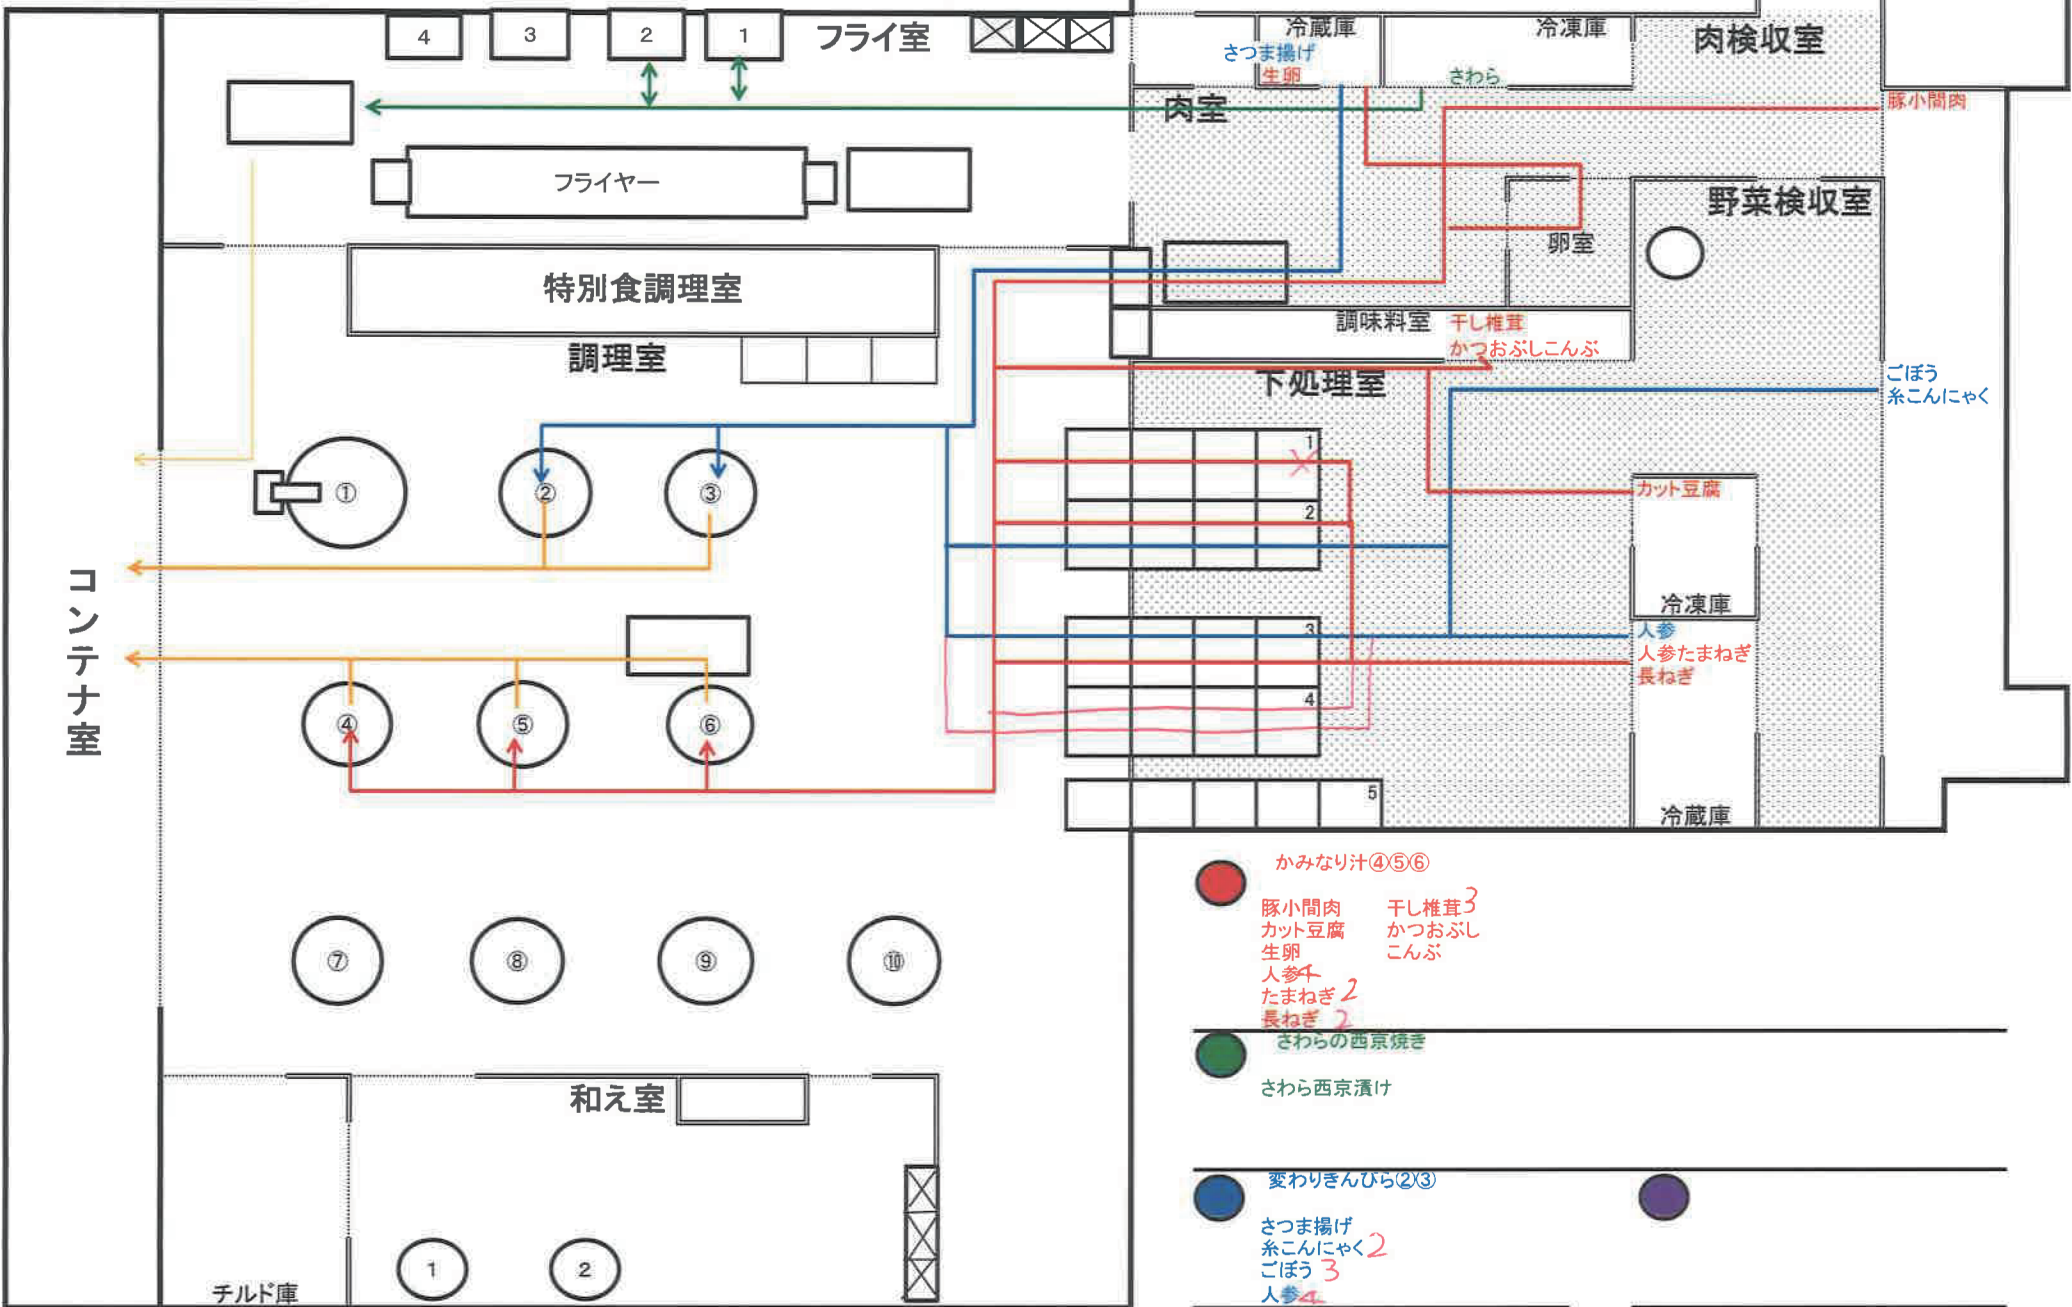 4
3
2
1
フライ室
冷蔵庫
冷凍庫
肉検収室
さつま揚げ
生卵
さわら
肉室
豚小間肉
フライヤー
野菜検収室
卵室
特別食調理室
調味料室
干し椎茸
かつおぶしこんぶ
調理室
下処理室
ごぼう
糸こんにゃく
1
2
①
②
③
カット豆腐
コンテナ室
冷凍庫
3
人参
人参たまねぎ
長ねぎ
4
④
⑤
⑥
5
冷蔵庫
かみなり汁④⑤⑥
豚小間肉
干し椎茸3
カット豆腐
かつおぶし
生卵
こんぶ
人参4
たまねぎ2
長ねぎ 2
⑦
⑧
⑨
⑩
さわらの西京焼き
さわら西京漬け
和え室
変わりきんぴら②③
さつま揚げ
糸こんにゃく2
ごぼう 3
人参4
1
2
チルド庫